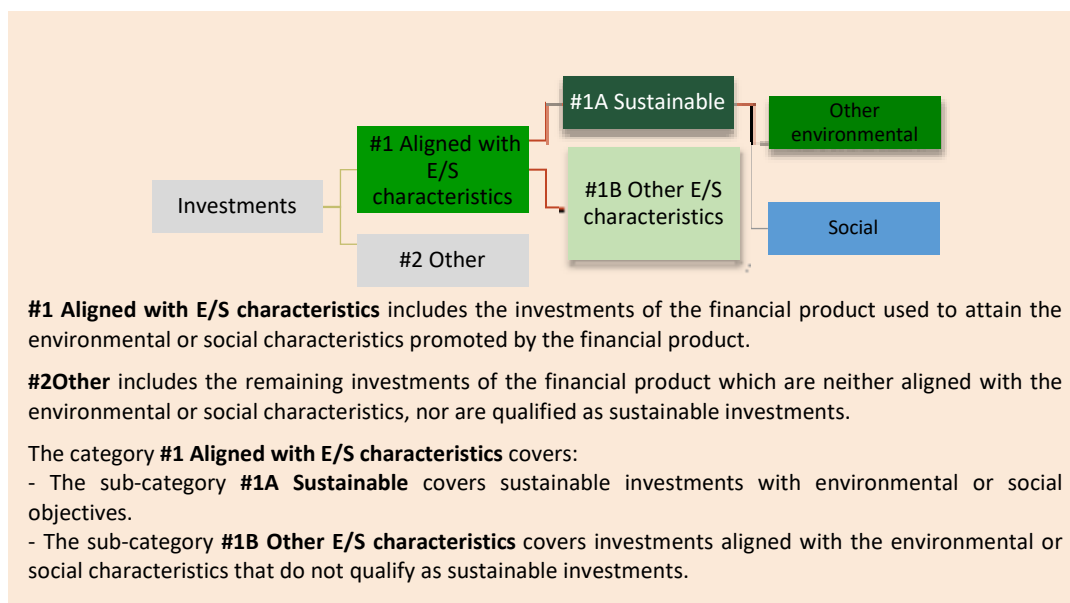 #1A Sustainable
Other
environmental
#1 Aligned with
E/S
characteristics
#1B Other E/S
characteristics
Investments
Social
#2 Other
#1 Aligned with E/S characteristics includes the investments of the financial product used to attain the
environmental or social characteristics promoted by the financial product.
#2Other includes the remaining investments of the financial product which are neither aligned with the
environmental or social characteristics, nor are qualified as sustainable investments.
The category #1 Aligned with E/S characteristics covers:
- The sub-category #1A Sustainable covers sustainable investments with environmental or social
objectives.
- The sub-category #1B Other E/S characteristics covers investments aligned with the environmental or
social characteristics that do not qualify as sustainable investments.